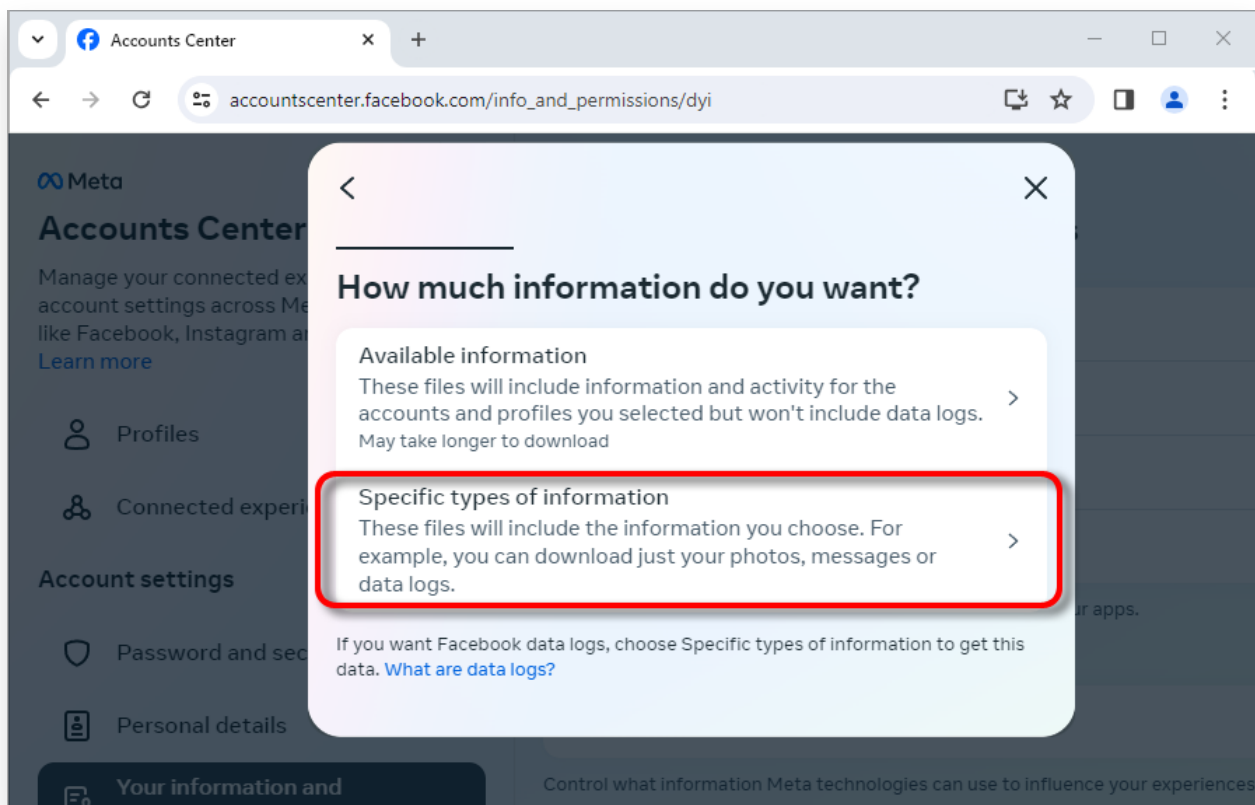 Accounts Center
accountscenter.facebook.com/info_and_permissions/dyi
Meta
Accounts Center
Manage your connected ex
account settings across Me
like Facebook, Instagram a
Learn more
Profiles
Connected experi
Account settings
Password and sec
Personal details
Your information and
How much information do you want?
Available information
These files will include information and activity for the
accounts and profiles you selected but won't include data logs.
May take longer to download
Specific types of information
These files will include the information you choose. For
example, you can download just your photos, messages or
data logs.
If you want Facebook data logs, choose Specific types of information to get this
data. What are data logs?
ur apps.
Control what information Meta technologies can use to influence your experiences